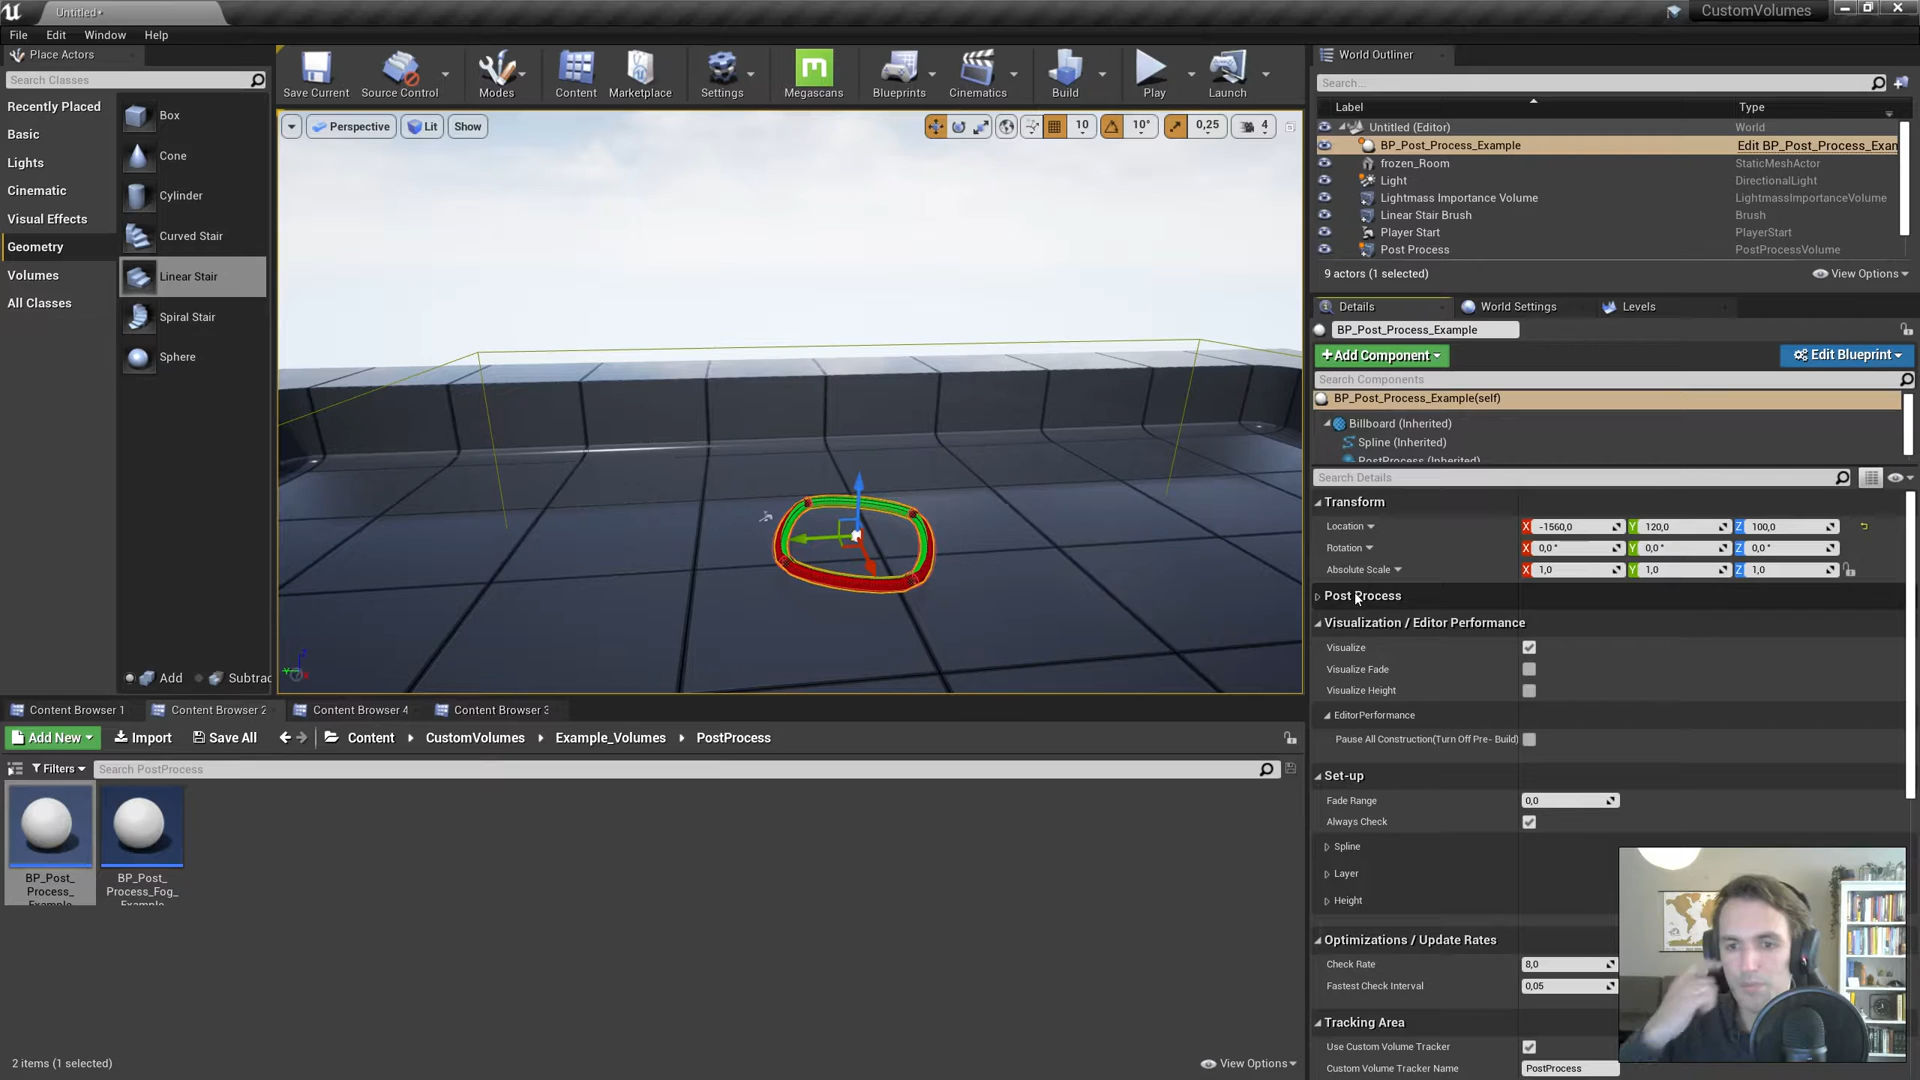 Untitled*
CustomVolumes
File Edit Window Help
Place Actors
Search Classes
Recently Placed
Basic
Lights
Cinematic
Visual Effects
Geometry
Volumes
All Classes
Box
Cone
Cylinder
Curved Stair
Linear Stair
Spiral Stair
Sphere
Add Subtrac
Save Current Source Control Modes Content Marketplace Settings Megascans Blueprints Cinematics Build Play Launch
Perspective Lit Show
10 10° 0,25 4
World Outliner
Search...
Label Type
Untitled (Editor) World
BP_Post_Process_Example Edit BP_Post_Process_Exan
frozen_Room StaticMeshActor
Light DirectionalLight
Lightmass Importance Volume LightmassImportanceVolume
Linear Stair Brush Brush
Player Start PlayerStart
Post Process PostProcessVolume
9 actors (1 selected) View Options
Details World Settings Levels
BP_Post_Process_Example
+Add Component Edit Blueprint
Search Components
BP_Post_Process_Example(self)
Billboard (Inherited)
Spline (Inherited)
PostProcess (Inherited)
Search Details
Transform
Location X -1560,0 Y 120,0 Z 100,0
Rotation X 0,0 ° Y 0,0 ° Z 0,0 °
Absolute Scale X 1,0 Y 1,0 Z 1,0
Post Process
Visualization / Editor Performance
Visualize
Visualize Fade
Visualize Height
EditorPerformance
Pause All Construction(Turn Off Pre- Build)
Set-up
Fade Range 0,0
Always Check
Spline
Layer
Height
Optimizations / Update Rates
Check Rate 8,0
Fastest Check Interval 0,05
Tracking Area
Use Custom Volume Tracker
Custom Volume Tracker Name PostProcess
Content Browser 1 Content Browser 2 Content Browser 4 Content Browser 3
Add New Import Save All Content CustomVolumes Example_Volumes PostProcess
Filters Search PostProcess
BP_Post_
Process_
Example
BP_Post_
Process_Fog_
Example
2 items (1 selected) View Options